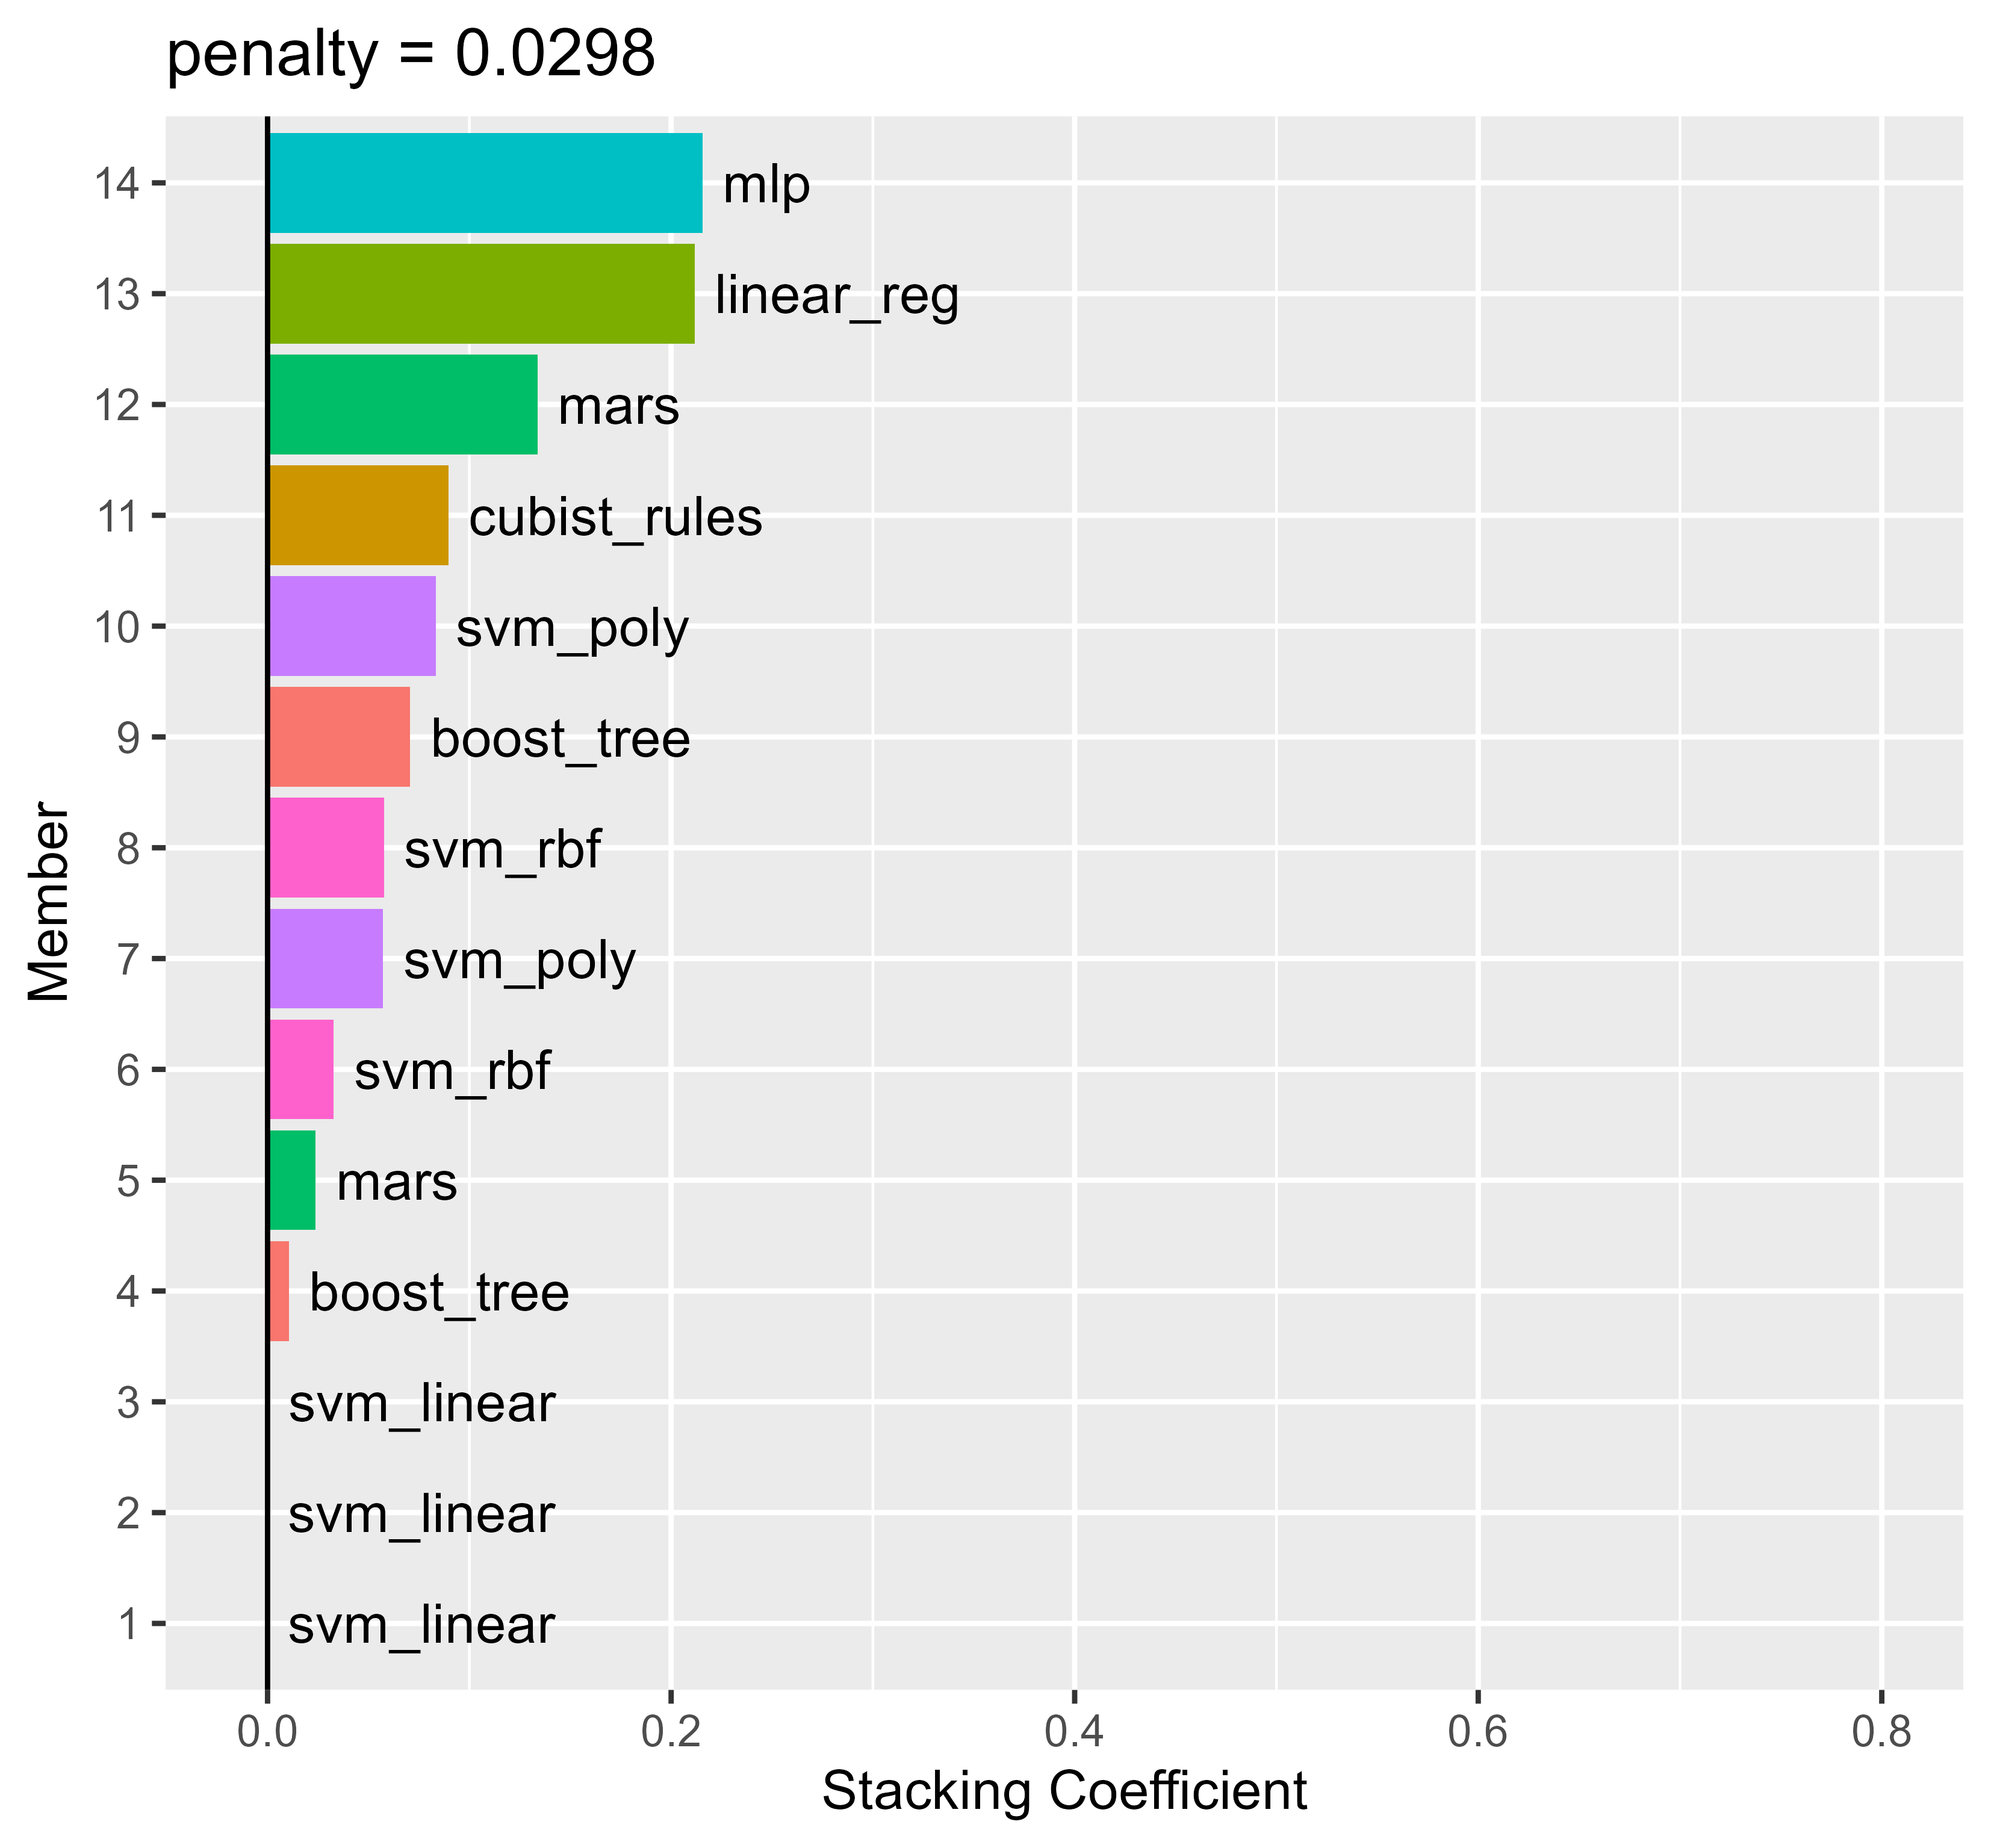 penalty = 0.0298
14
mlp
13
linear_reg
12
mars
11
cubist_rules
10
svm_poly
9
boost_tree
8
svm_rbf
7
svm_poly
6
svm_rbf
5
mars
4
boost_tree
3
svm_linear
2
svm_linear
1
svm_linear
Member
0.0 0.2 0.4 0.6 0.8
Stacking Coefficient